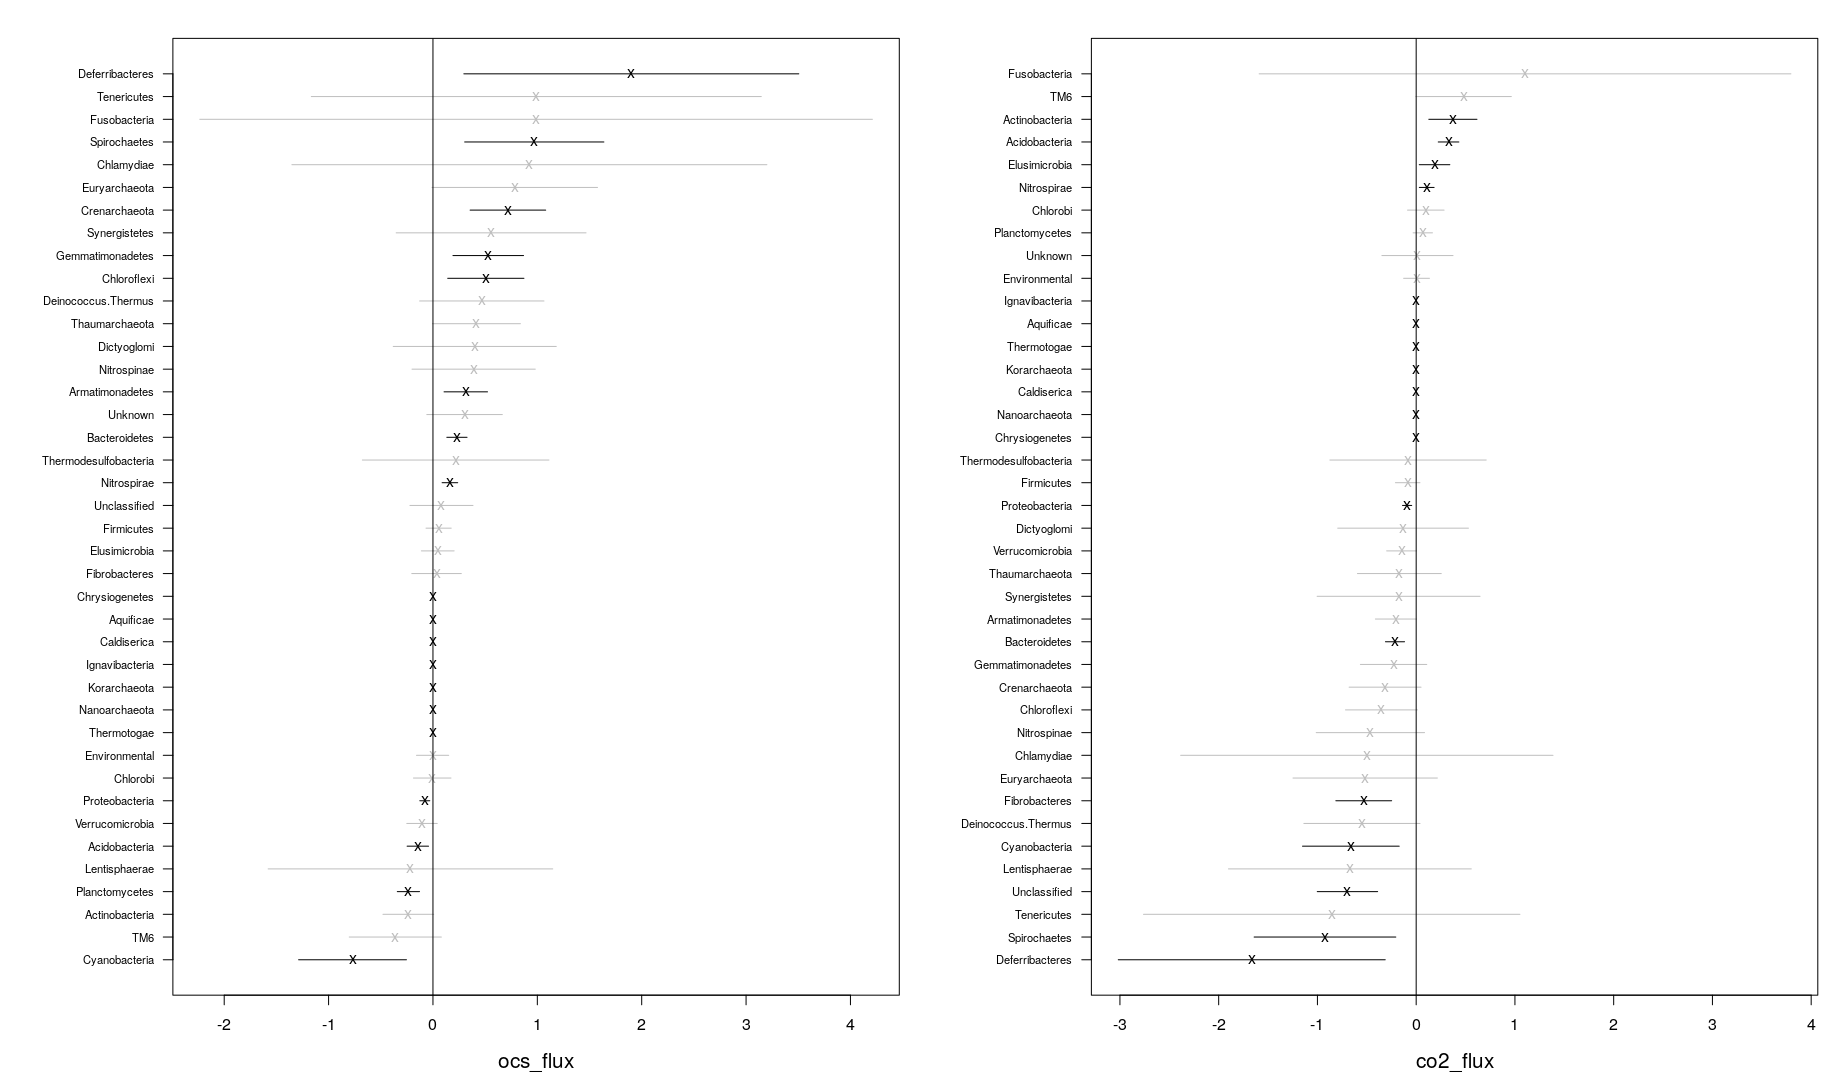 Deferribacteres
Tenericutes
Fusobacteria
Spirochaetes
Chlamydiae
Euryarchaeota
Crenarchaeota
Synergistetes
Gemmatimonadetes
Chloroflexi
Deinococcus.Thermus
Thaumarchaeota
Dictyoglomi
Nitrospinae
Armatimonadetes
Unknown
Bacteroidetes
Thermodesulfobacteria
Nitrospirae
Unclassified
Firmicutes
Elusimicrobia
Fibrobacteres
Chrysiogenetes
Aquificae
Caldiserica
Ignavibacteria
Korarchaeota
Nanoarchaeota
Thermotogae
Environmental
Chlorobi
Proteobacteria
Verrucomicrobia
Acidobacteria
Lentisphaerae
Planctomycetes
Actinobacteria
TM6
Cyanobacteria
-2 -1 0 1 2 3 4
ocs_flux
Fusobacteria
TM6
Actinobacteria
Acidobacteria
Elusimicrobia
Nitrospirae
Chlorobi
Planctomycetes
Unknown
Environmental
Ignavibacteria
Aquificae
Thermotogae
Korarchaeota
Caldiserica
Nanoarchaeota
Chrysiogenetes
Thermodesulfobacteria
Firmicutes
Proteobacteria
Dictyoglomi
Verrucomicrobia
Thaumarchaeota
Synergistetes
Armatimonadetes
Bacteroidetes
Gemmatimonadetes
Crenarchaeota
Chloroflexi
Nitrospinae
Chlamydiae
Euryarchaeota
Fibrobacteres
Deinococcus.Thermus
Cyanobacteria
Lentisphaerae
Unclassified
Tenericutes
Spirochaetes
Deferribacteres
-3 -2 -1 0 1 2 3 4
co2_flux